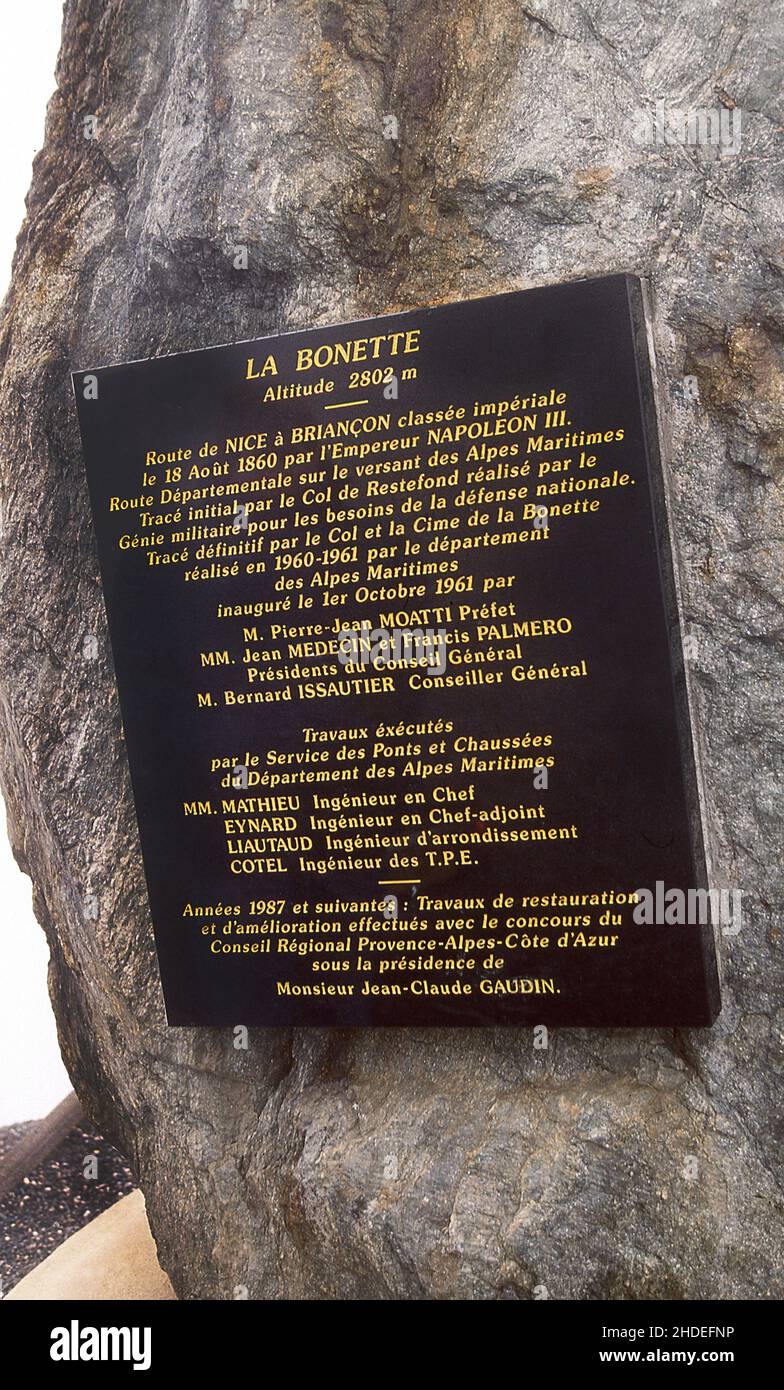 LA BONETTE
Altitude 2802 m
Route de NICE à BRIANÇON classée impériale
le 18 Août 1860 par l'Empereur NAPOLEON III.
Route Départementale sur le versant des Alpes Maritimes
Tracé initial par le Col de Restefond réalisé par le
Génie militaire pour les besoins de la défense nationale.
Tracé définitif par le Col et la Cime de la Bonette
réalisé en 1960-1961 par le département
des Alpes Maritimes
inauguré le 1er Octobre 1961 par
M. Pierre-Jean MOATTI Préfet
MM. Jean MEDECIN et Francis PALMERO
Présidents du Conseil Général
M. Bernard ISSAUTIER Conseiller Général
Travaux éxécutés
par le Service des Ponts et Chaussées
du Département des Alpes Maritimes
MM. MATHIEU Ingénieur en Chef
EYNARD Ingénieur en Chef-adjoint
LIAUTAUD Ingénieur d'arrondissement
COTEL Ingénieur des T.P.E.
Années 1987 et suivantes : Travaux de restauration
et d'amélioration effectués avec le concours du
Conseil Régional Provence-Alpes-Côte d'Azur
sous la présidence de
Monsieur Jean-Claude GAUDIN.
alamy
alamy
alamy
a
a
a
a
a
a
a
alamy
Image ID: 2HDEFNP
www.alamy.com